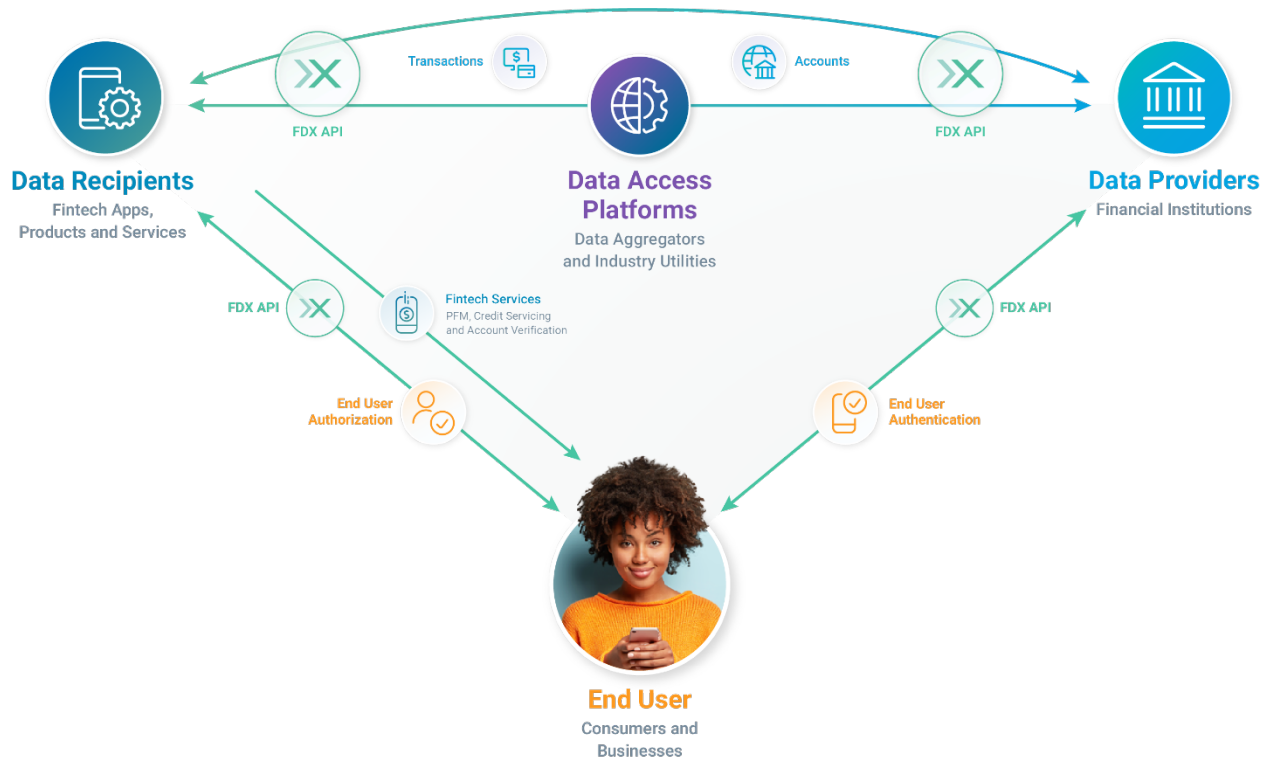 Transactions
Accounts
FDX API
FDX API
Data Recipients
Fintech Apps,
Products and Services
Data Access
Platforms
Data Aggregators
and Industry Utilities
Data Providers
Financial Institutions
FDX API
Fintech Services
PFM, Credit Servicing
and Account Verification
FDX API
End User
Authorization
End User
Authentication
End User
Consumers and
Businesses